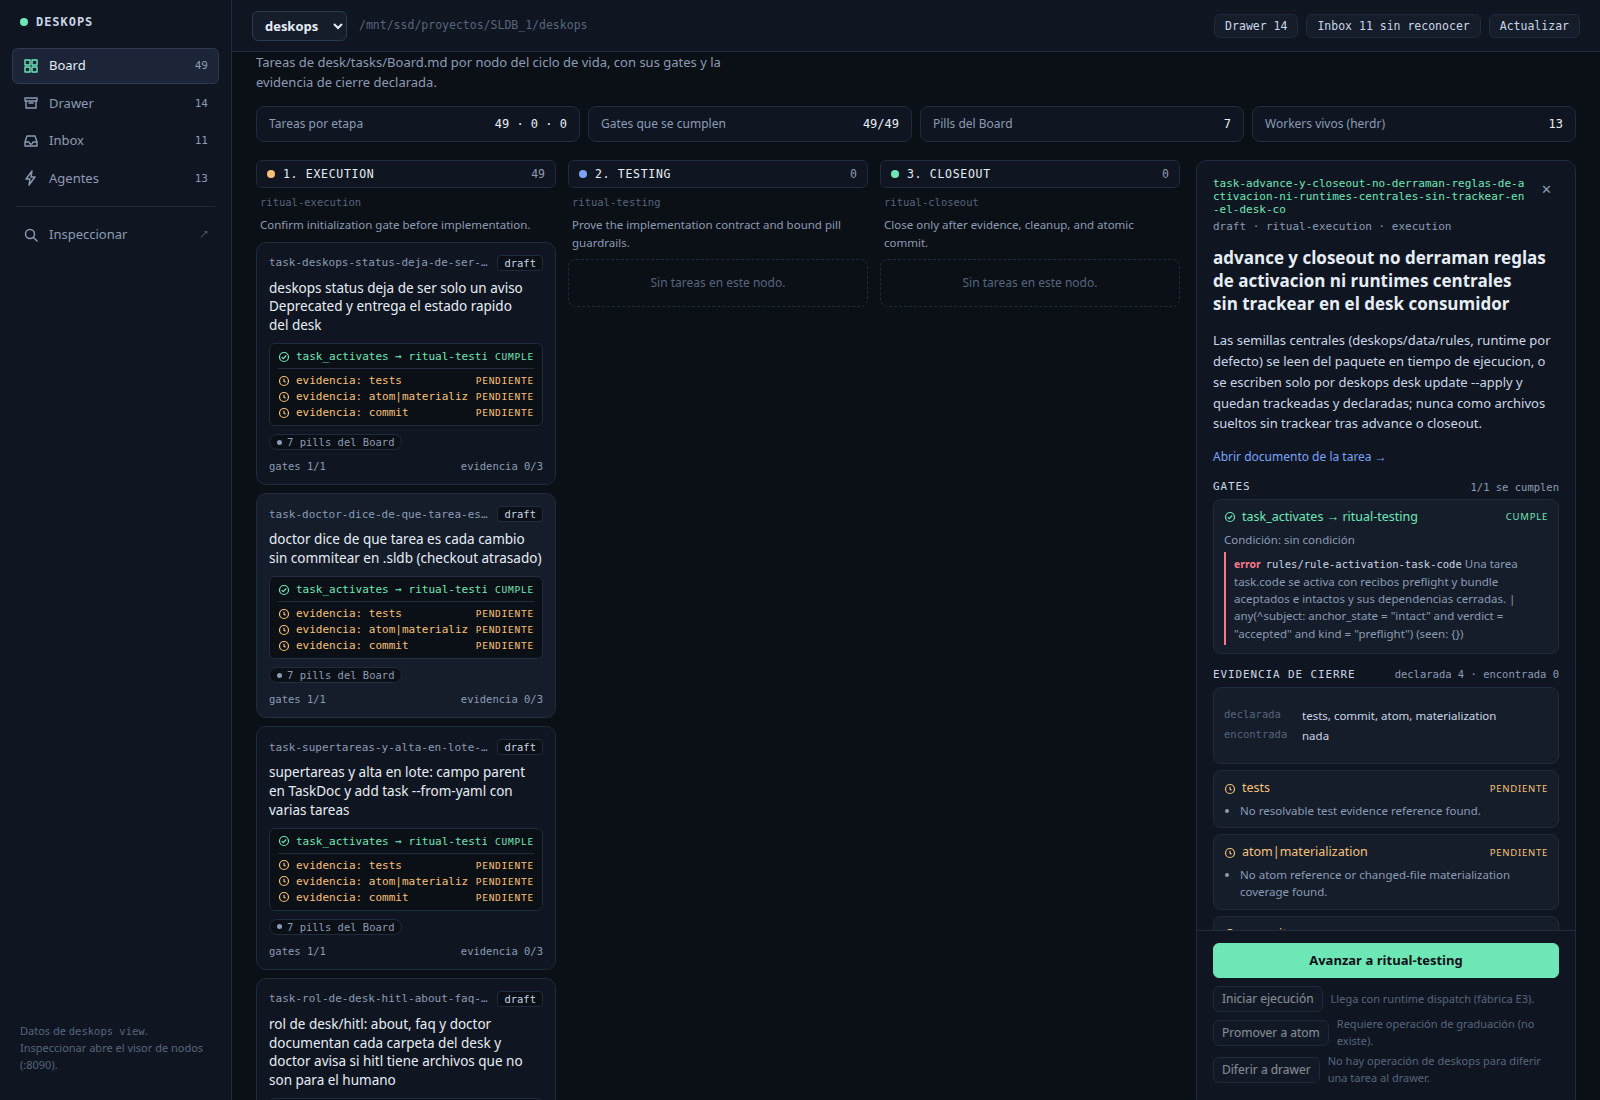 DESKOPS
Board 49
Drawer 14
Inbox 11
Agentes 13
Inspeccionar ↗
Datos de deskops view.
Inspeccionar abre el visor de nodos
(:8090).
deskops /mnt/ssd/proyectos/SLDB_1/deskops
Drawer 14
Inbox 11 sin reconocer
Actualizar
Tareas de desk/tasks/Board.md por nodo del ciclo de vida, con sus gates y la
evidencia de cierre declarada.
Tareas por etapa 49 · 0 · 0
Gates que se cumplen 49/49
Pills del Board 7
Workers vivos (herdr) 13
1. EXECUTION 49
ritual-execution
Confirm initialization gate before implementation.
task-deskops-status-deja-de-ser-… draft
deskops status deja de ser solo un aviso
Deprecated y entrega el estado rapido
del desk
task_activates → ritual-testi CUMPLE
evidencia: tests PENDIENTE
evidencia: atom|materializ PENDIENTE
evidencia: commit PENDIENTE
7 pills del Board
gates 1/1 evidencia 0/3
task-doctor-dice-de-que-tarea-es… draft
doctor dice de que tarea es cada cambio
sin commitear en .sldb (checkout atrasado)
task_activates → ritual-testi CUMPLE
evidencia: tests PENDIENTE
evidencia: atom|materializ PENDIENTE
evidencia: commit PENDIENTE
7 pills del Board
gates 1/1 evidencia 0/3
task-supertareas-y-alta-en-lote-… draft
supertareas y alta en lote: campo parent
en TaskDoc y add task --from-yaml con
varias tareas
task_activates → ritual-testi CUMPLE
evidencia: tests PENDIENTE
evidencia: atom|materializ PENDIENTE
evidencia: commit PENDIENTE
7 pills del Board
gates 1/1 evidencia 0/3
task-rol-de-desk-hitl-about-faq-… draft
rol de desk/hitl: about, faq y doctor
documentan cada carpeta del desk y
doctor avisa si hitl tiene archivos que no
son para el humano
2. TESTING 0
ritual-testing
Prove the implementation contract and bound pill
guardrails.
Sin tareas en este nodo.
3. CLOSEOUT 0
ritual-closeout
Close only after evidence, cleanup, and atomic
commit.
Sin tareas en este nodo.
task-advance-y-closeout-no-derraman-reglas-de-a
ctivacion-ni-runtimes-centrales-sin-trackear-en
-el-desk-co
✕
draft · ritual-execution · execution
advance y closeout no derraman reglas
de activacion ni runtimes centrales
sin trackear en el desk consumidor
Las semillas centrales (deskops/data/rules, runtime por
defecto) se leen del paquete en tiempo de ejecucion, o
se escriben solo por deskops desk update --apply y
quedan trackeadas y declaradas; nunca como archivos
sueltos sin trackear tras advance o closeout.
Abrir documento de la tarea →
GATES 1/1 se cumplen
task_activates → ritual-testing CUMPLE
Condición: sin condición
error rules/rule-activation-task-code Una tarea
task.code se activa con recibos preflight y bundle
aceptados e intactos y sus dependencias cerradas. |
any(^subject: anchor_state = "intact" and verdict =
"accepted" and kind = "preflight") (seen: {})
EVIDENCIA DE CIERRE declarada 4 · encontrada 0
declarada tests, commit, atom, materialization
encontrada nada
tests PENDIENTE
No resolvable test evidence reference found.
atom|materialization PENDIENTE
No atom reference or changed-file materialization
coverage found.
Avanzar a ritual-testing
Iniciar ejecución Llega con runtime dispatch (fábrica E3).
Promover a atom Requiere operación de graduación (no
existe).
Diferir a drawer No hay operación de deskops para diferir
una tarea al drawer.